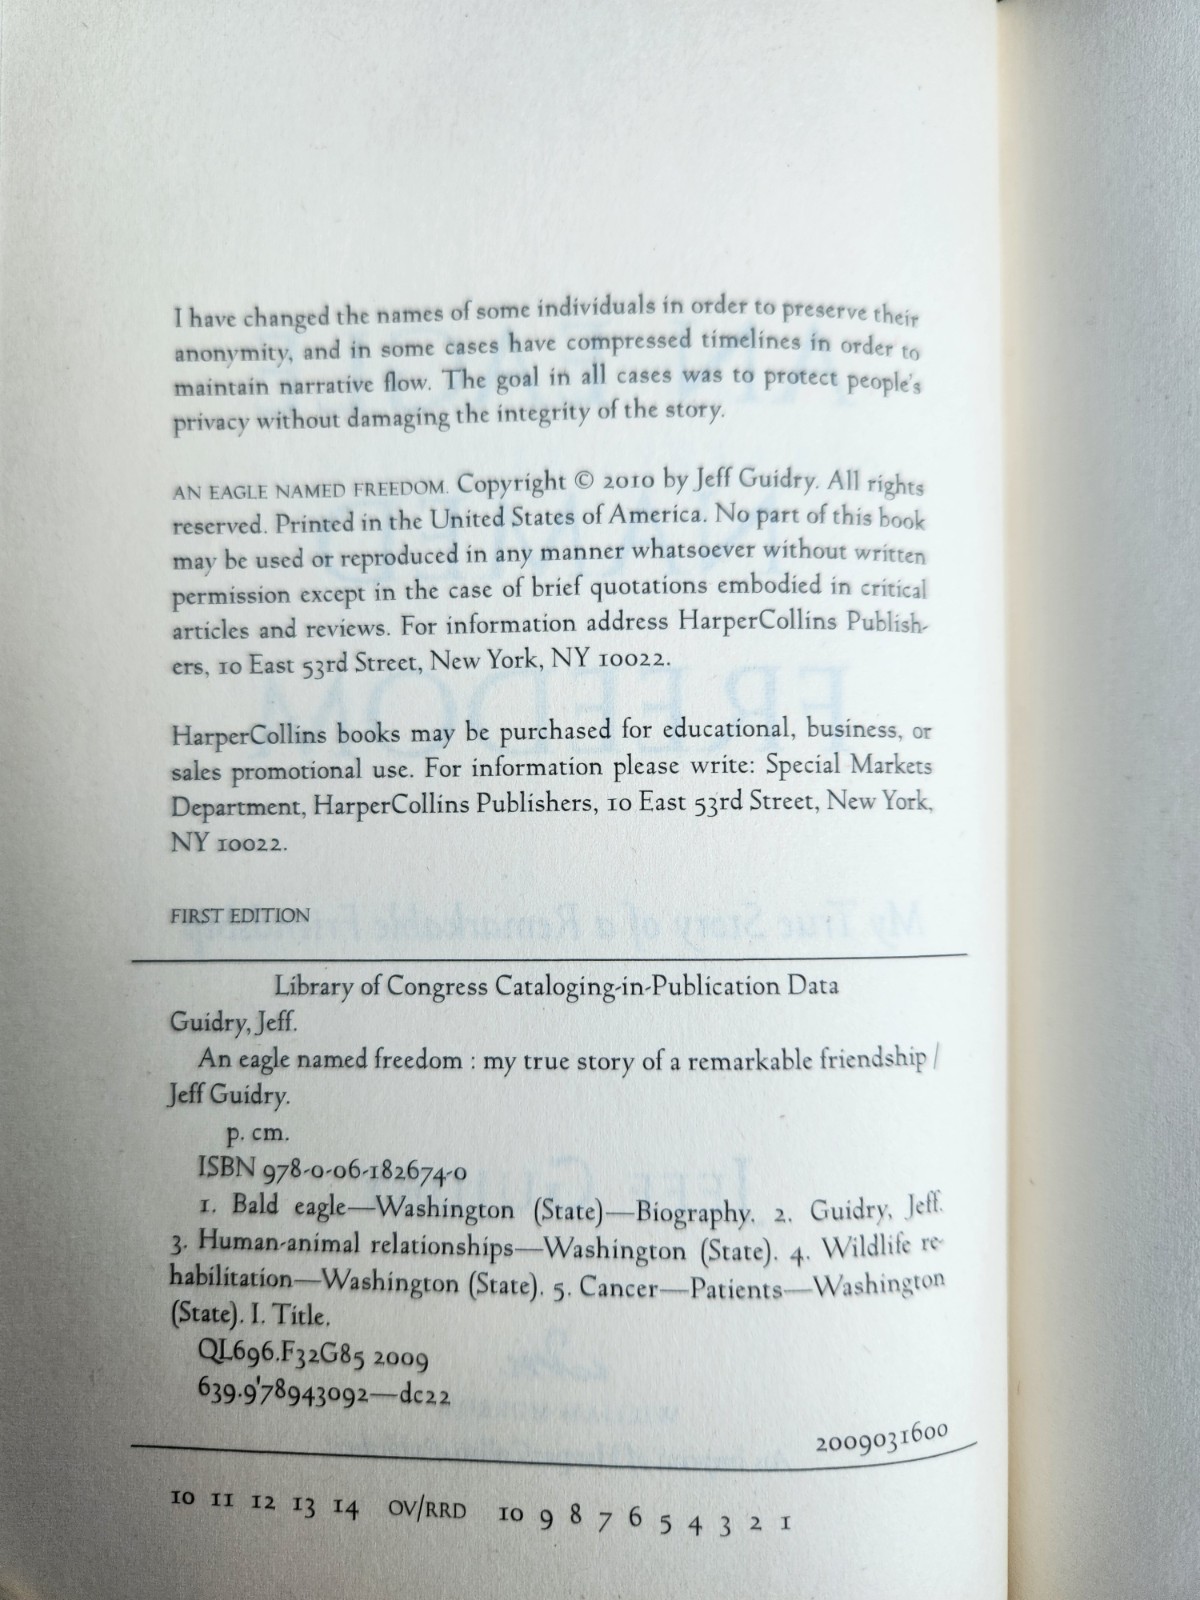 I have changed the names of some individuals in order to preserve their
anonymity, and in some cases have compressed timelines in order to
maintain narrative flow. The goal in all cases was to protect people's
privacy without damaging the integrity of the story.
AN EAGLE NAMED FREEDOM. Copyright © 2010 by Jeff Guidry. All rights
reserved. Printed in the United States of America. No part of this book
may be used or reproduced in any manner whatsoever without written
permission except in the case of brief quotations embodied in critical
articles and reviews. For information address HarperCollins Publish-
ers, 10 East 53rd Street, New York, NY 10022.
HarperCollins books may be purchased for educational, business, or
sales promotional use. For information please write: Special Markets
Department, HarperCollins Publishers, 10 East 53rd Street, New York,
NY 10022.
FIRST EDITION
Library of Congress Cataloging-in-Publication Data
Guidry, Jeff.
An eagle named freedom : my true story of a remarkable friendship /
Jeff Guidry.
p. cm.
ISBN 978-0-06-182674-0
1. Bald eagle—Washington (State)—Biography. 2. Guidry, Jeff.
3. Human-animal relationships—Washington (State). 4. Wildlife re-
habilitation—Washington (State). 5. Cancer—Patients—Washington
(State). I. Title.
QL696.F32G85 2009
639.9'78943092—dc22
2009031600
10 11 12 13 14 OV/RRD 10 9 8 7 6 5 4 3 2 1